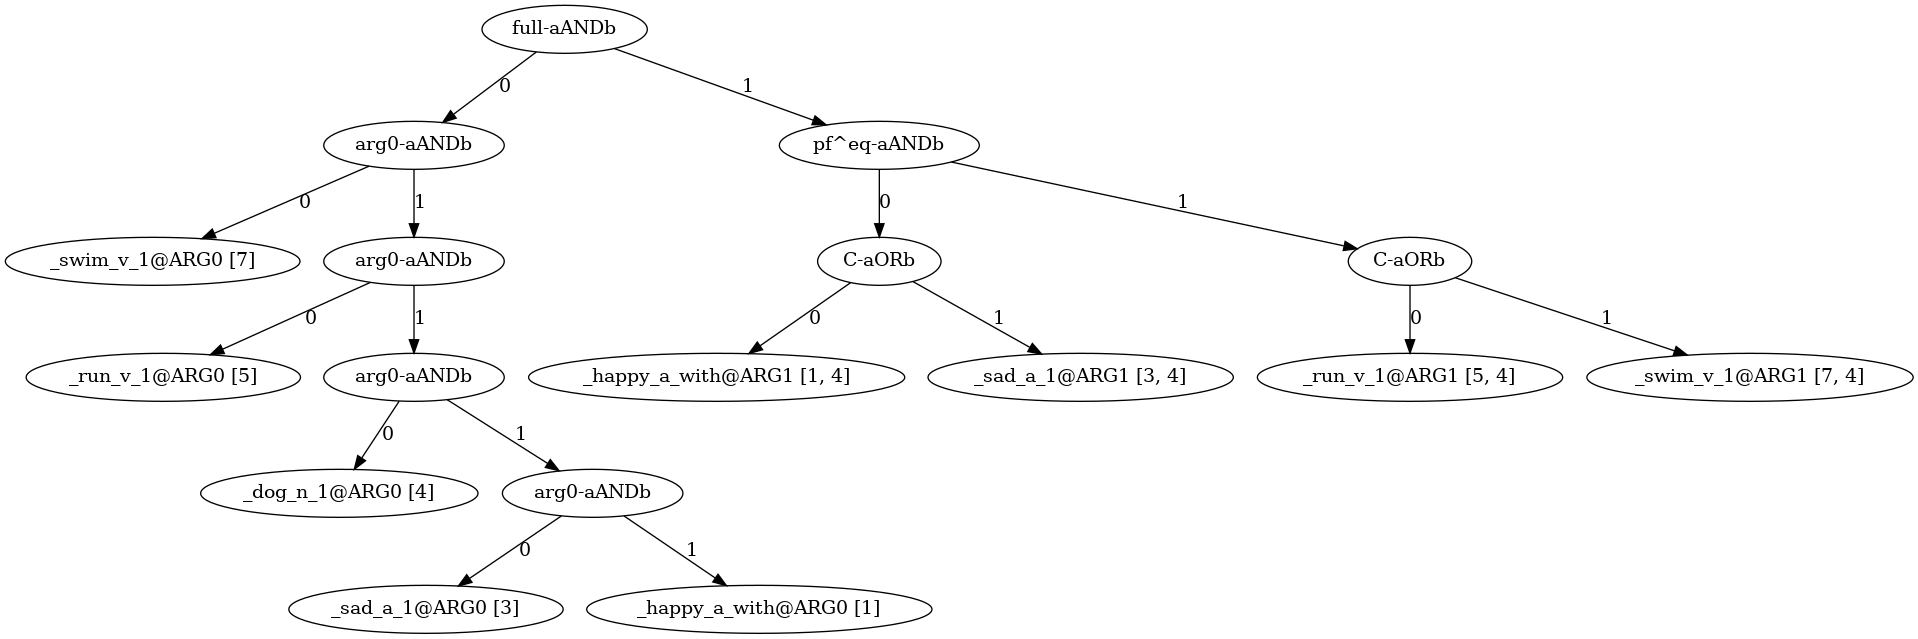 full-aANDb
0
1
arg0-aANDb
pf^eq-aANDb
0
1
0
1
_swim_v_1@ARG0 [7]
arg0-aANDb
C-aORb
C-aORb
0
1
0
1
0
1
_run_v_1@ARG0 [5]
arg0-aANDb
_happy_a_with@ARG1 [1, 4]
_sad_a_1@ARG1 [3, 4]
_run_v_1@ARG1 [5, 4]
_swim_v_1@ARG1 [7, 4]
0
1
_dog_n_1@ARG0 [4]
arg0-aANDb
0
1
_sad_a_1@ARG0 [3]
_happy_a_with@ARG0 [1]